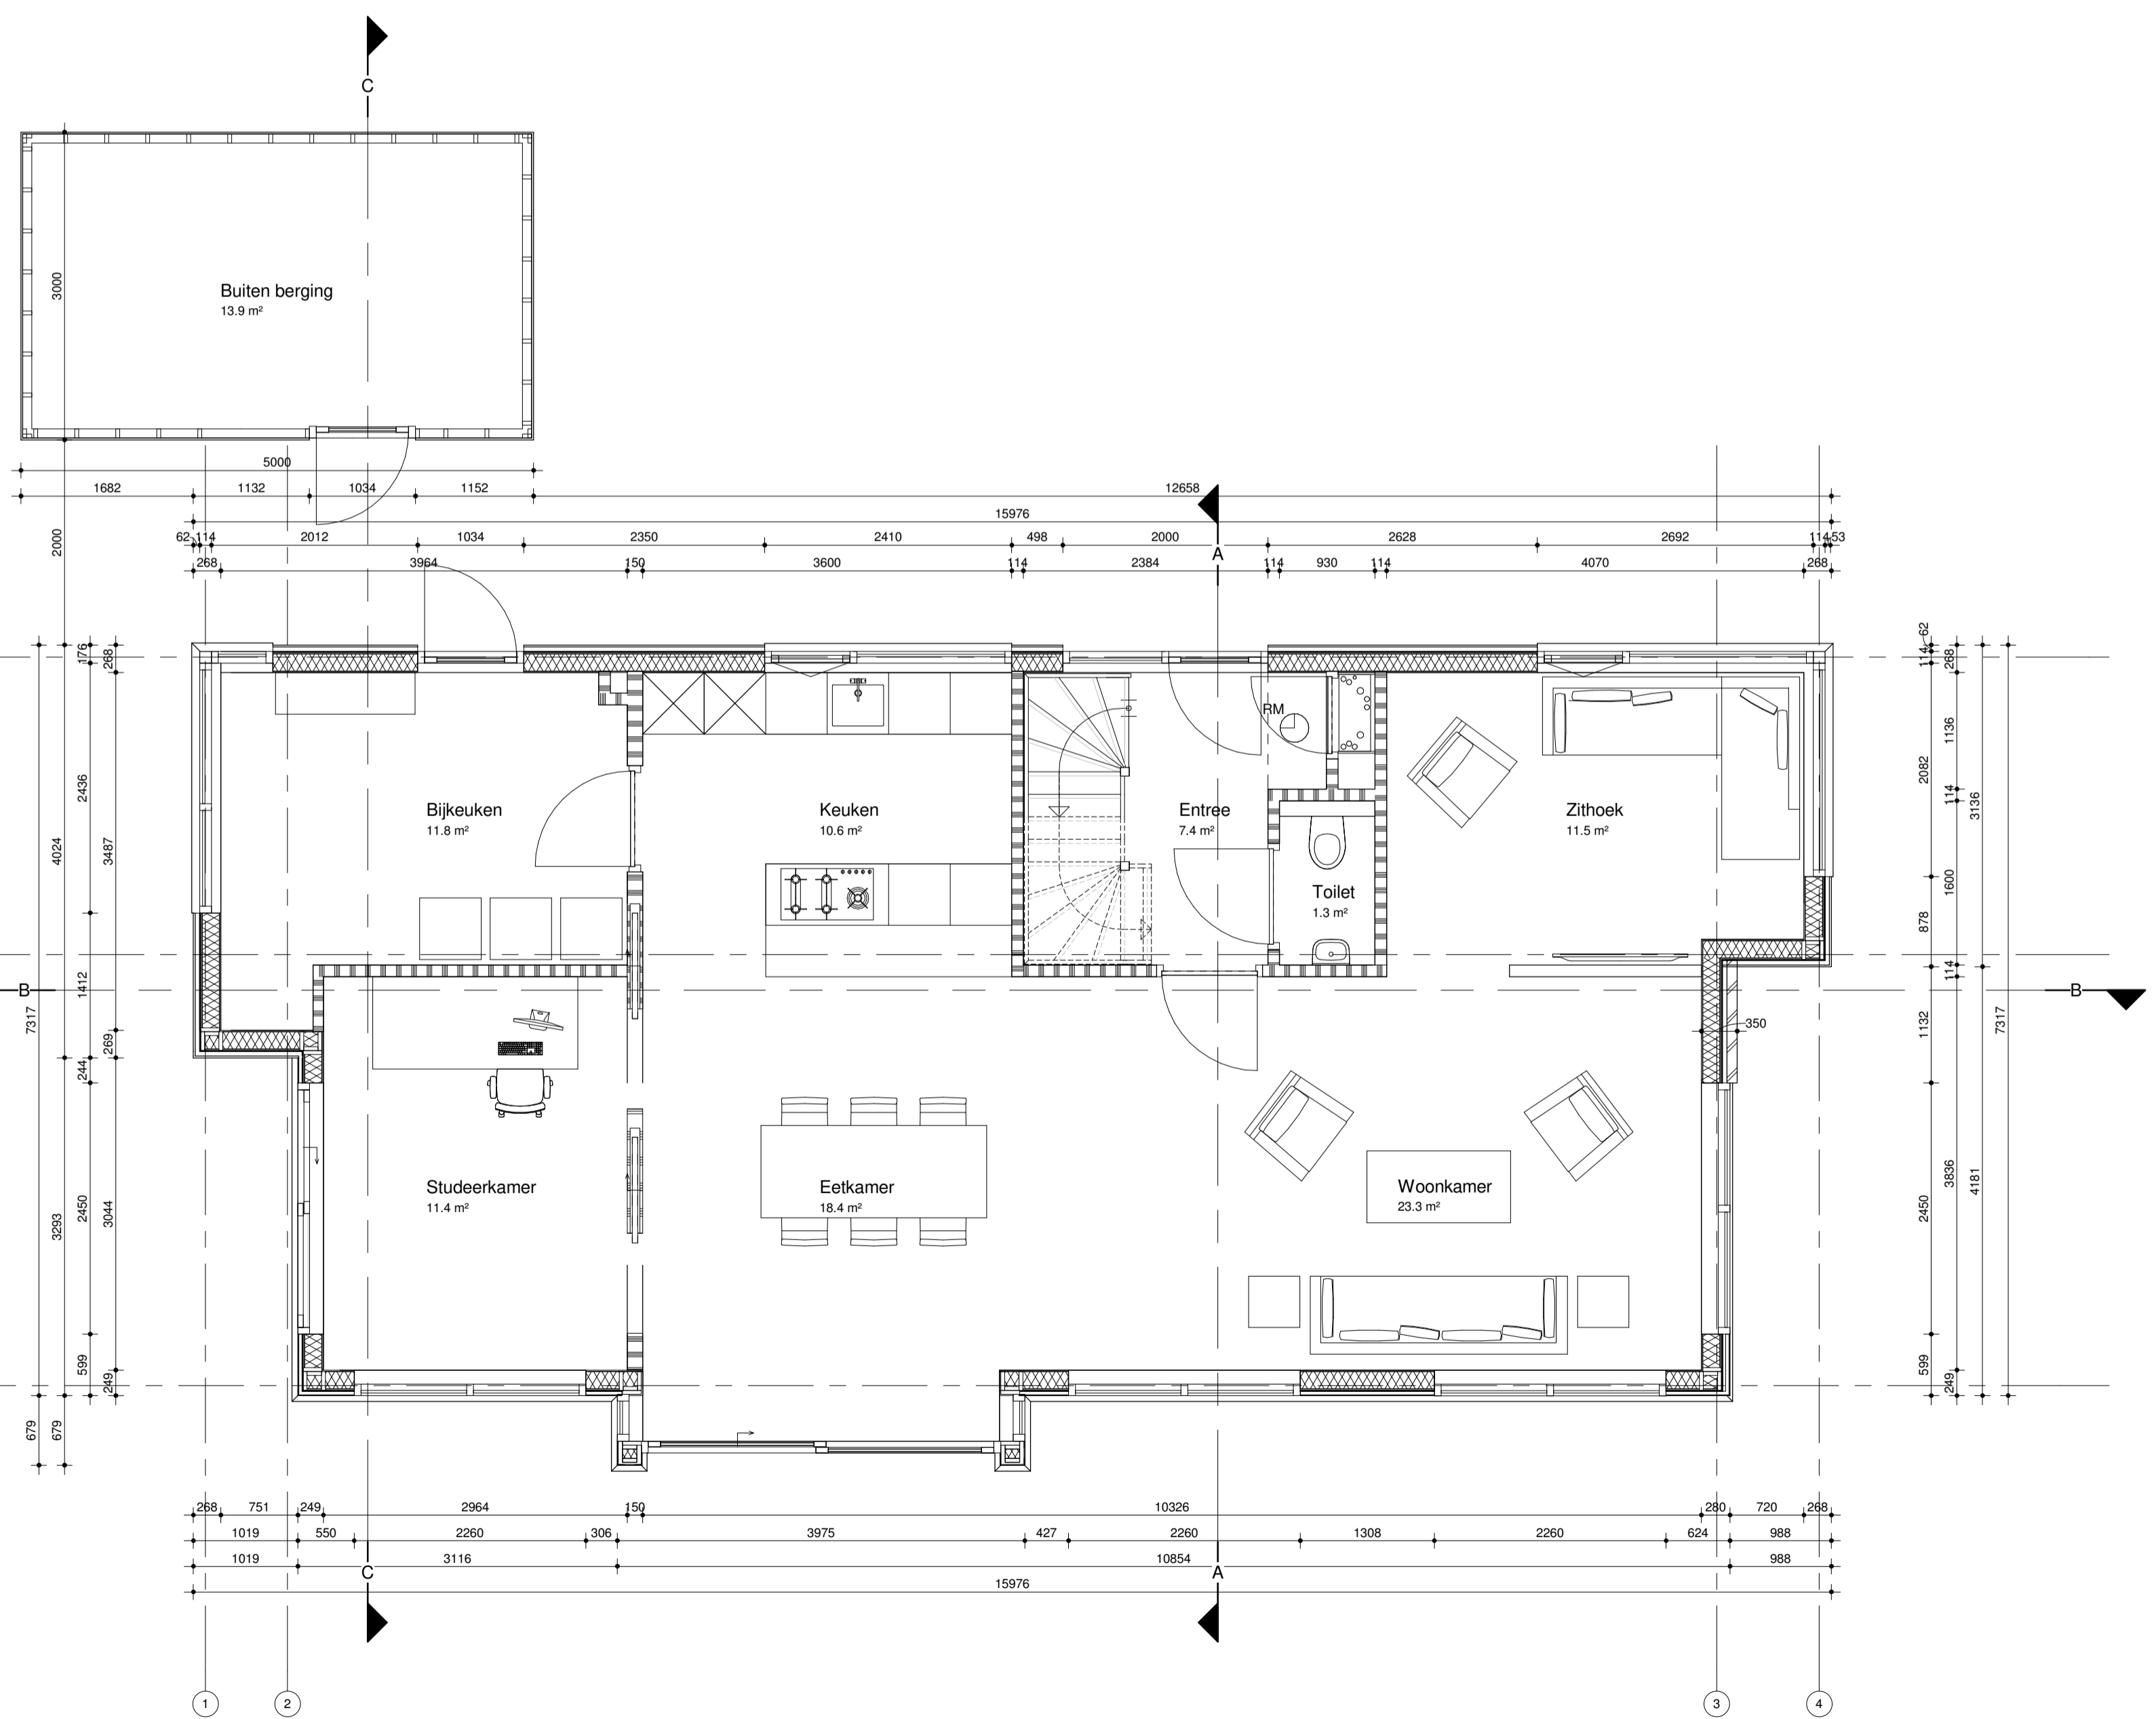 C
3000
Buiten berging
13.9 m²
5000
1682 1132 1034 1152 12658
15976
2000
62 114 2012 1034 2350 2410 498 2000 A 2628 2692 114 53
268 3964 150 3600 114 2384 114 930 114 4070 268
176 268
62
114 268
RM
2436
4024
3487
1136
2082
114
3136
Bijkeuken
11.8 m²
Keuken
10.6 m²
Entree
7.4 m²
Zithoek
11.5 m²
Toilet
1.3 m²
1600
878
114
1412
B
B
7317
269
244
1132
7317
350
Studeerkamer
11.4 m²
Eetkamer
18.4 m²
Woonkamer
23.3 m²
3293
2450
3044
2450
3836
4181
599
249
599
249
679
679
268 751 249 2964 150 10326 280 720 268
1019 550 2260 306 3975 427 2260 1308 2260 624 988
1019 3116 10854 988
C
A
15976
1
2
3
4